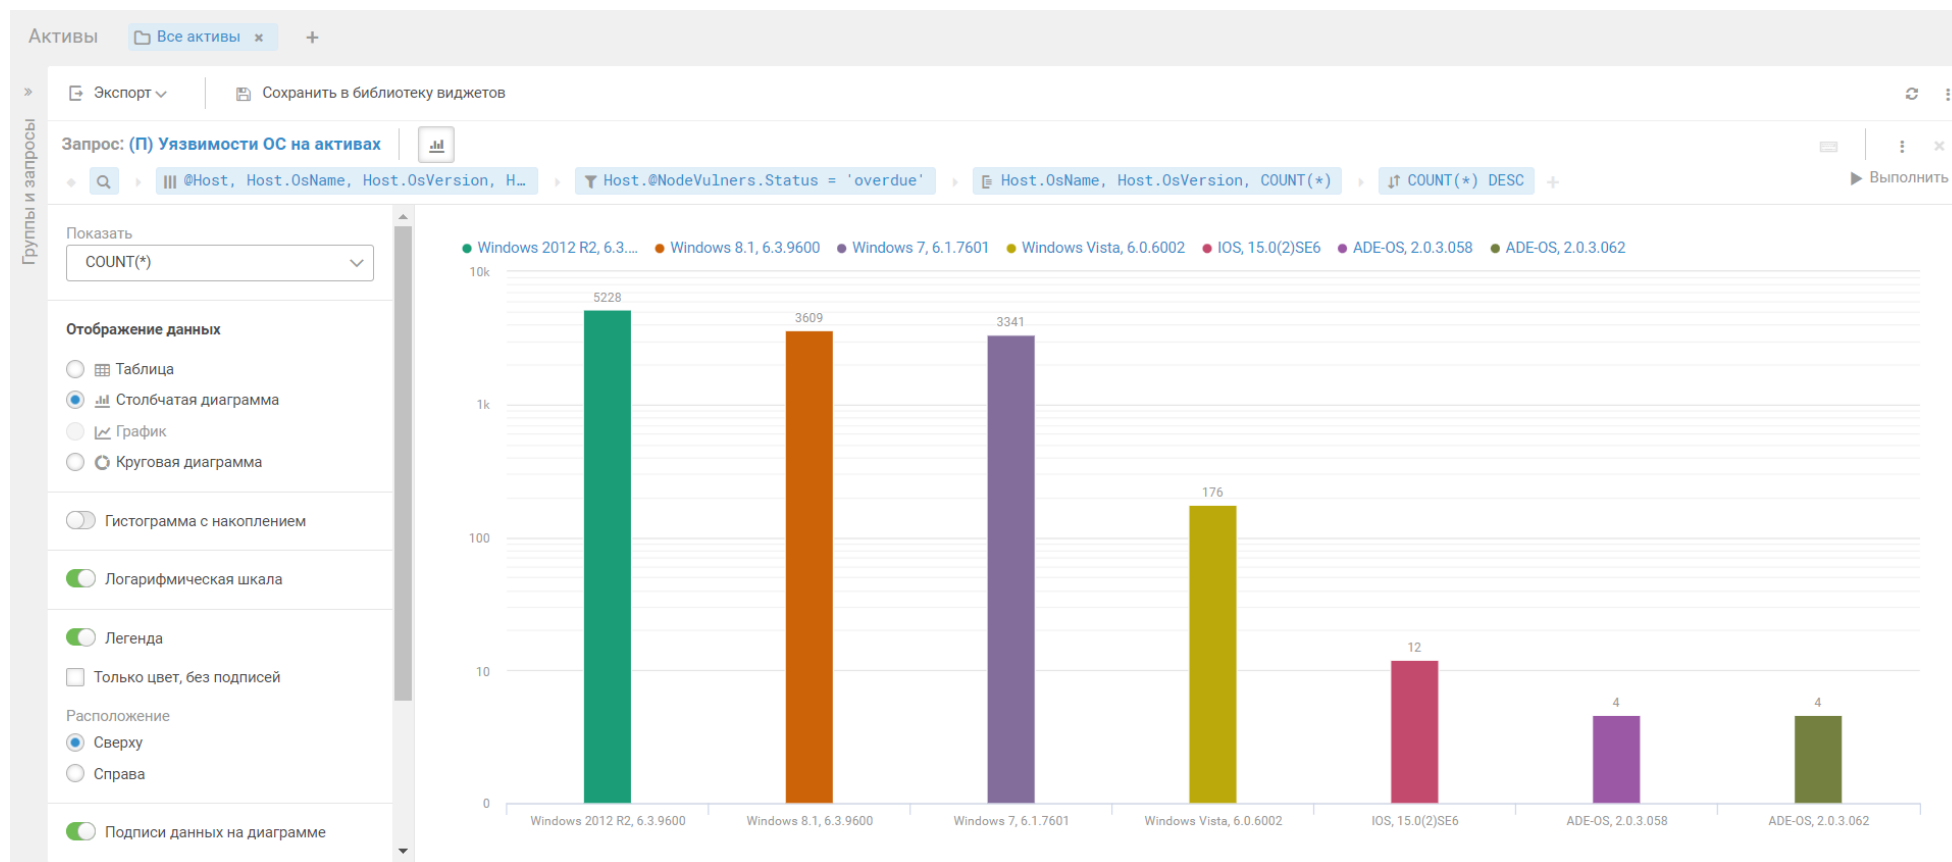 Активы Все активы
Экспорт Сохранить в библиотеку виджетов
Группы и запросы
Запрос: (П) Уязвимости ОС на активах
@Host, Host.OsName, Host.OsVersion, H... Host.@NodeVulners.Status = 'overdue' Host.OsName, Host.OsVersion, COUNT(*) COUNT(*) DESC Выполнить
Показать
COUNT(*)
Отображение данных
Таблица
Столбчатая диаграмма
График
Круговая диаграмма
Гистограмма с накоплением
Логарифмическая шкала
Легенда
Только цвет, без подписей
Расположение
Сверху
Справа
Подписи данных на диаграмме
Windows 2012 R2, 6.3.... Windows 8.1, 6.3.9600 Windows 7, 6.1.7601 Windows Vista, 6.0.6002 IOS, 15.0(2)SE6 ADE-OS, 2.0.3.058 ADE-OS, 2.0.3.062
10k
5228
3609
3341
1k
176
100
12
10
4
4
0
Windows 2012 R2, 6.3.9600 Windows 8.1, 6.3.9600 Windows 7, 6.1.7601 Windows Vista, 6.0.6002 IOS, 15.0(2)SE6 ADE-OS, 2.0.3.058 ADE-OS, 2.0.3.062